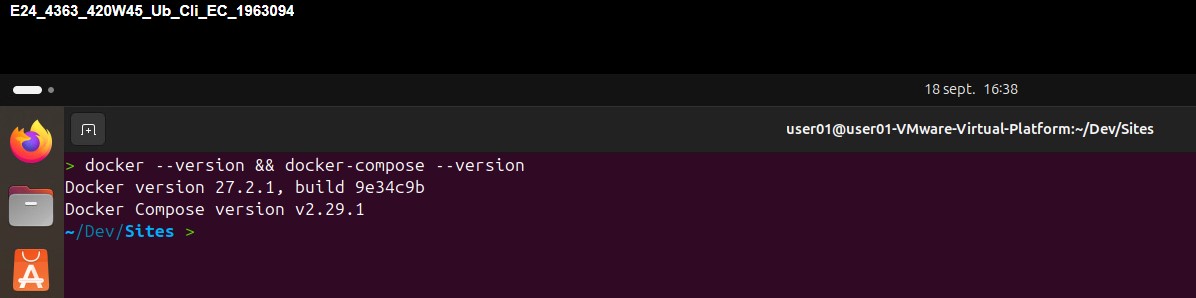 E24_4363_420W45_Ub_Cli_EC_1963094
18 sept. 16:38
user01@user01-VMware-Virtual-Platform:~/Dev/Sites
> docker --version && docker-compose --version
Docker version 27.2.1, build 9e34c9b
Docker Compose version v2.29.1
~/Dev/Sites >